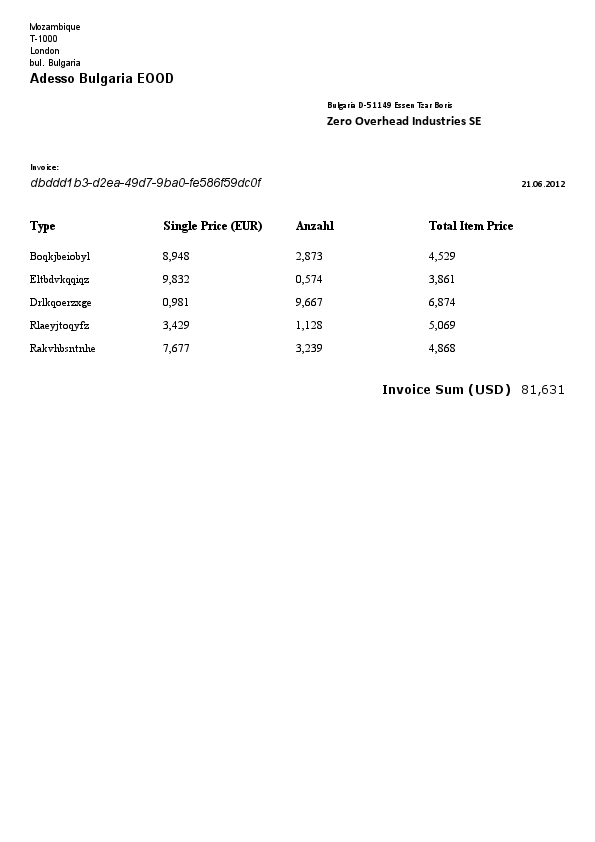 Mozambique
T-1000
London
bul. Bulgaria
Adesso Bulgaria EOOD
Bulgaria D-51149 Essen Tzar Boris
Zero Overhead Industries SE
Invoice:
dbddd1b3-d2ea-49d7-9ba0-fe586f59dc0f
21.06.2012
Type Single Price (EUR) Anzahl Total Item Price
Boqkjbeiobyl 8,948 2,873 4,529
Eltbdvkqqiqz 9,832 0,574 3,861
Drlkqoerzxge 0,981 9,667 6,874
Rlaeyjtoqyfz 3,429 1,128 5,069
Rakvhbsntnhe 7,677 3,239 4,868
Invoice Sum (USD) 81,631